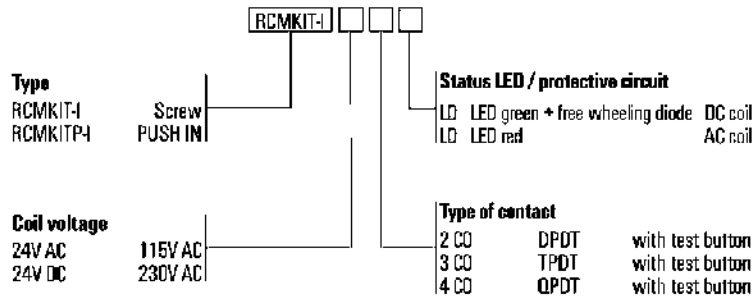 RCMKIT-I
Type
RCMKIT-I Screw
RCMKITP-I PUSH IN
Status LED / protective circuit
LD LED green + free wheeling diode DC coil
LD LED red AC coil
Coil voltage
24V AC 115V AC
24V DC 230V AC
Type of contact
2 CO DPDT with test button
3 CO TPDT with test button
4 CO QPDT with test button